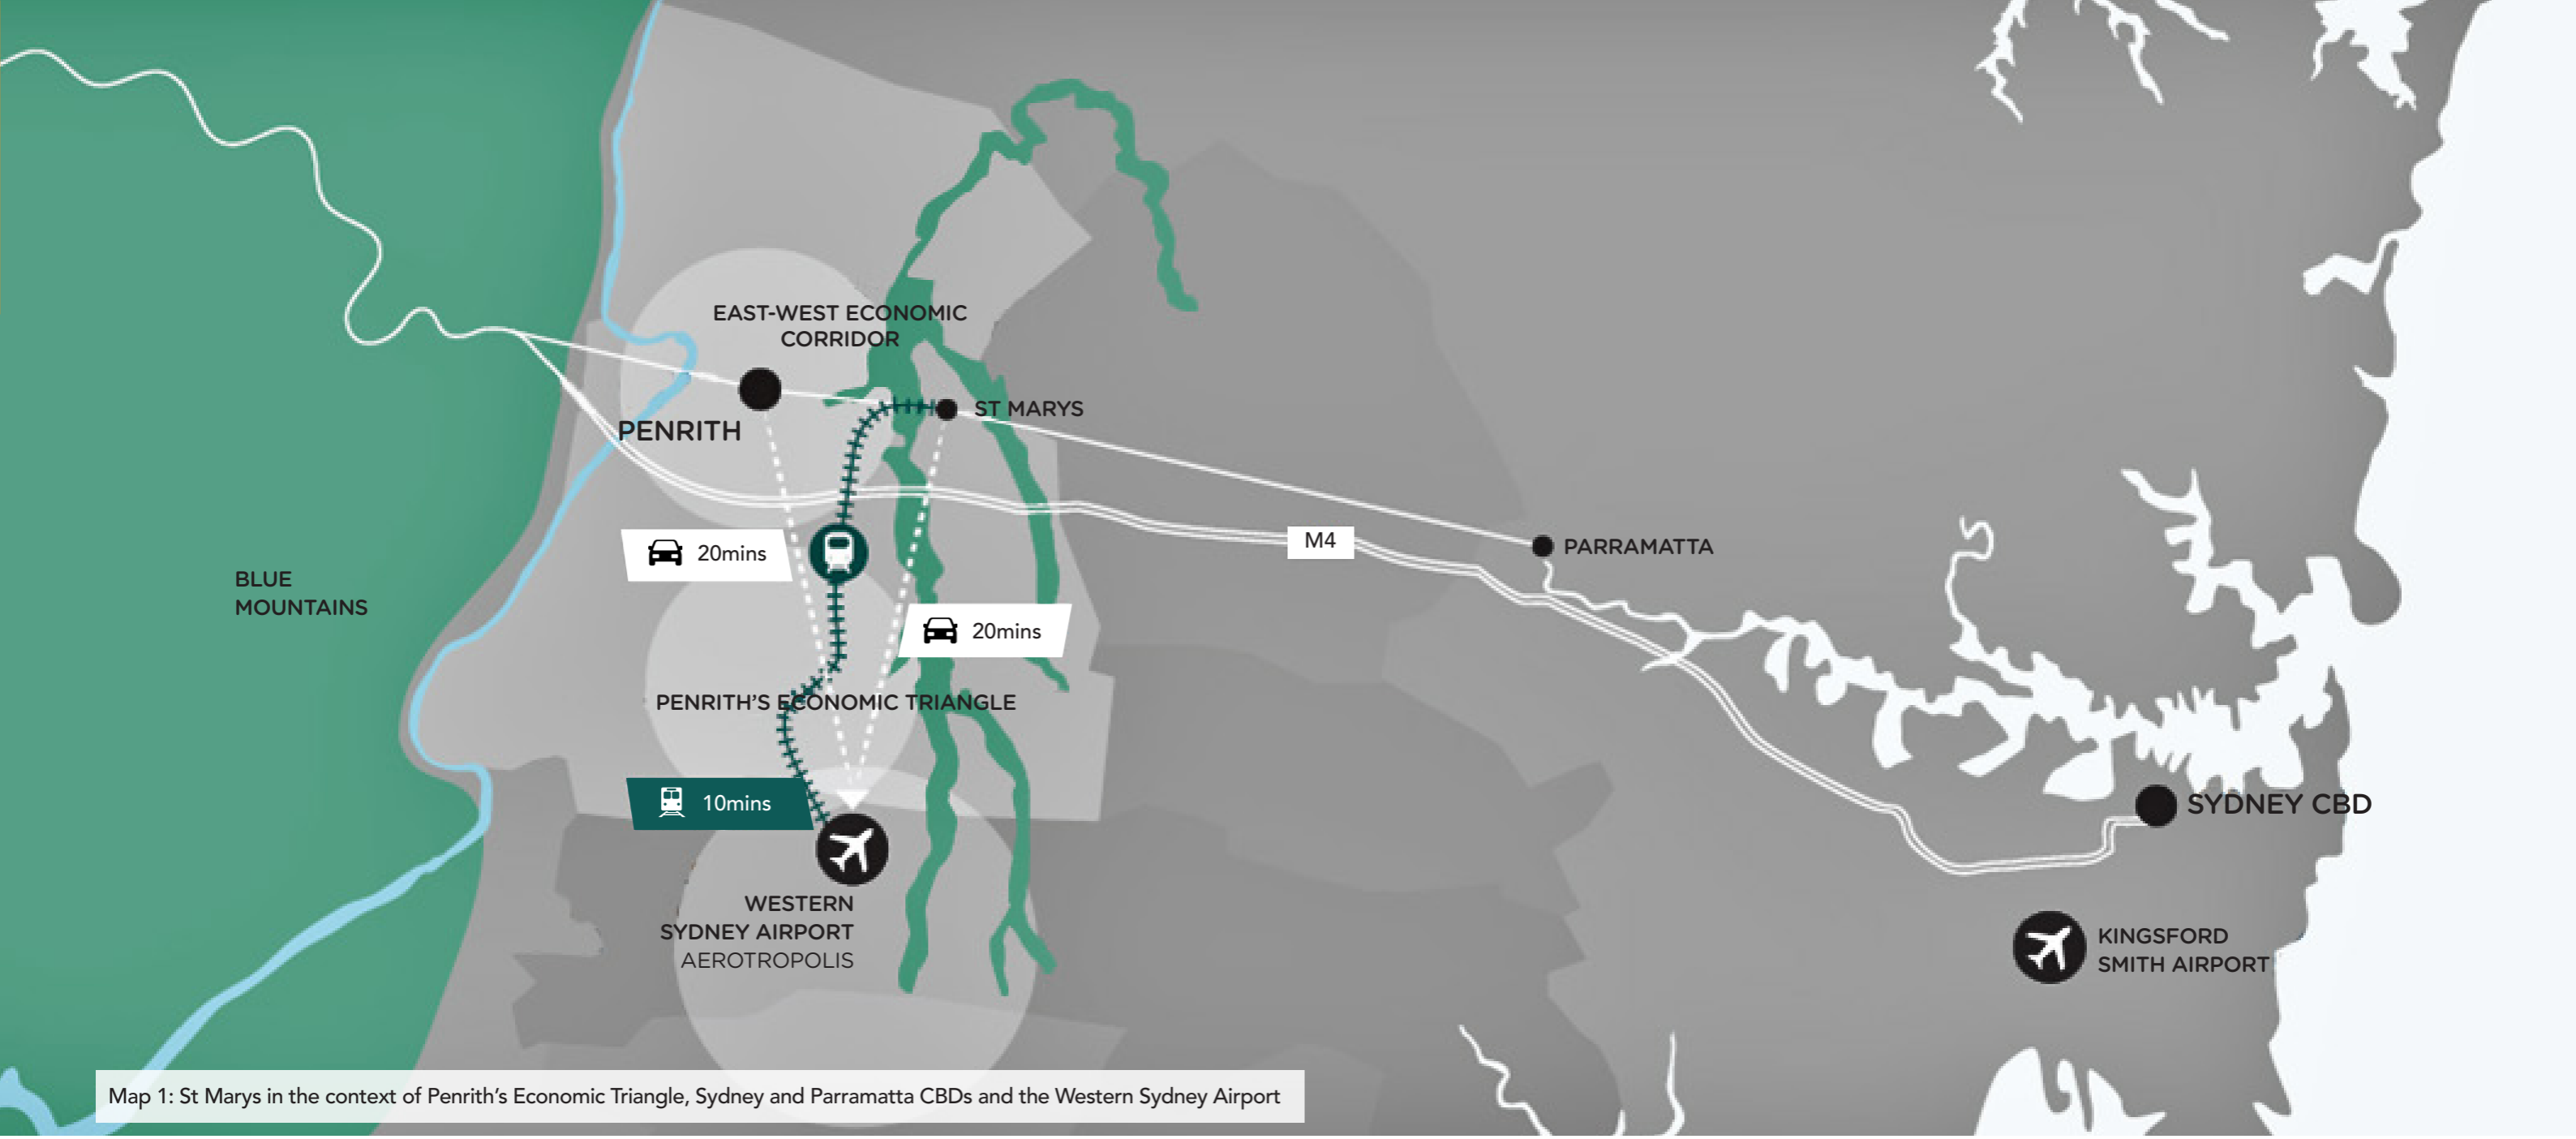 EAST-WEST ECONOMIC
CORRIDOR
PENRITH
ST MARYS
M4
PARRAMATTA
20mins
BLUE
MOUNTAINS
20mins
PENRITH'S ECONOMIC TRIANGLE
10mins
SYDNEY CBD
WESTERN
SYDNEY AIRPORT
AEROTROPOLIS
KINGSFORD
SMITH AIRPORT
Map 1: St Marys in the context of Penrith's Economic Triangle, Sydney and Parramatta CBDs and the Western Sydney Airport